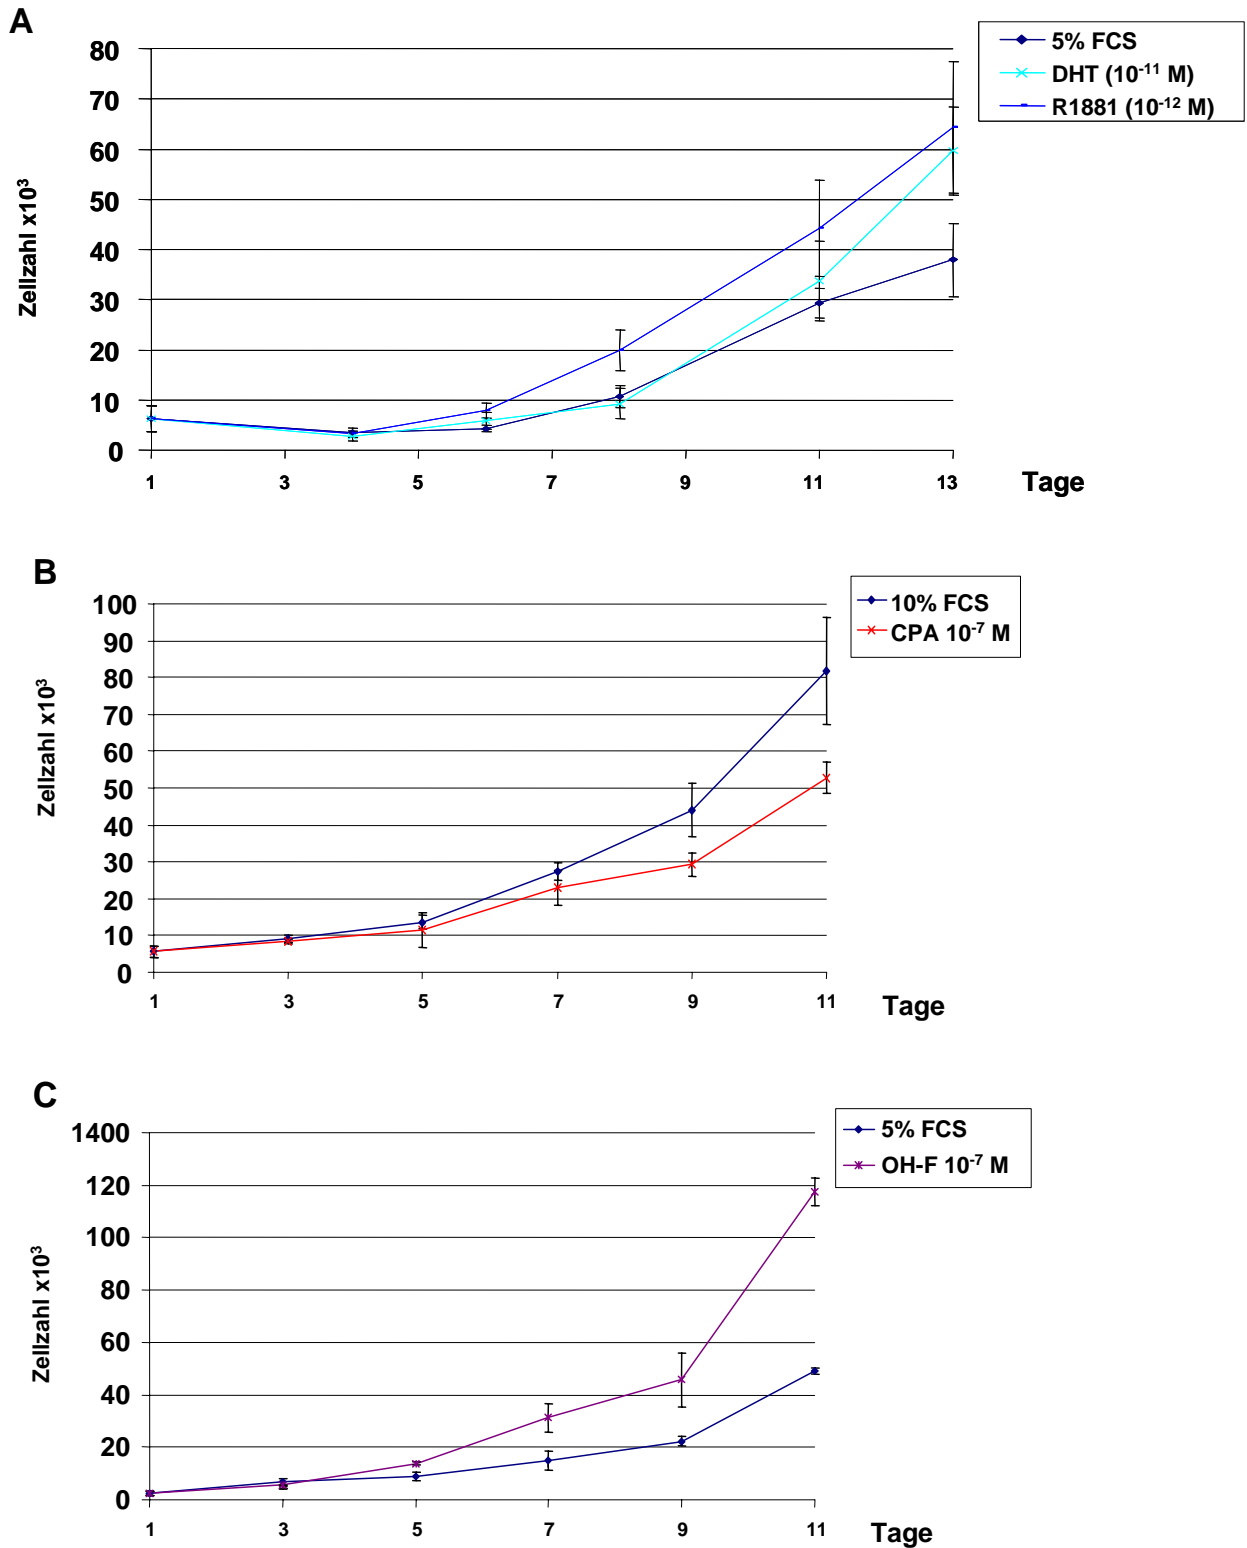 A
5% FCS
DHT (10⁻¹¹ M)
R1881 (10⁻¹² M)
80
70
60
50
40
30
20
10
0
Zellzahl x10³
1 3 5 7 9 11 13 Tage
B
10% FCS
CPA 10⁻⁷ M
100
90
80
70
60
50
40
30
20
10
0
Zellzahl x10³
1 3 5 7 9 11 Tage
C
5% FCS
OH-F 10⁻⁷ M
1400
120
100
80
60
40
20
0
Zellzahl x10³
1 3 5 7 9 11 Tage